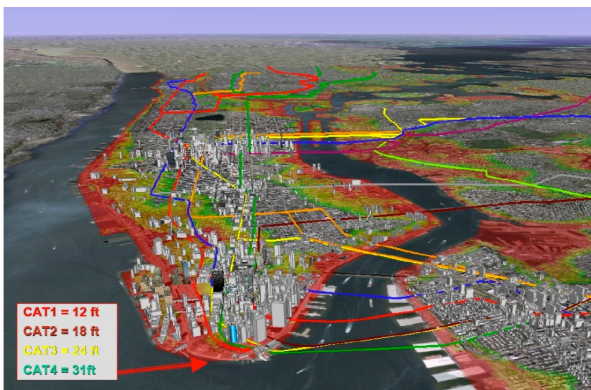 CAT1 = 12 ft
CAT2 = 18 ft
CAT3 = 24 ft
CAT4 = 31ft